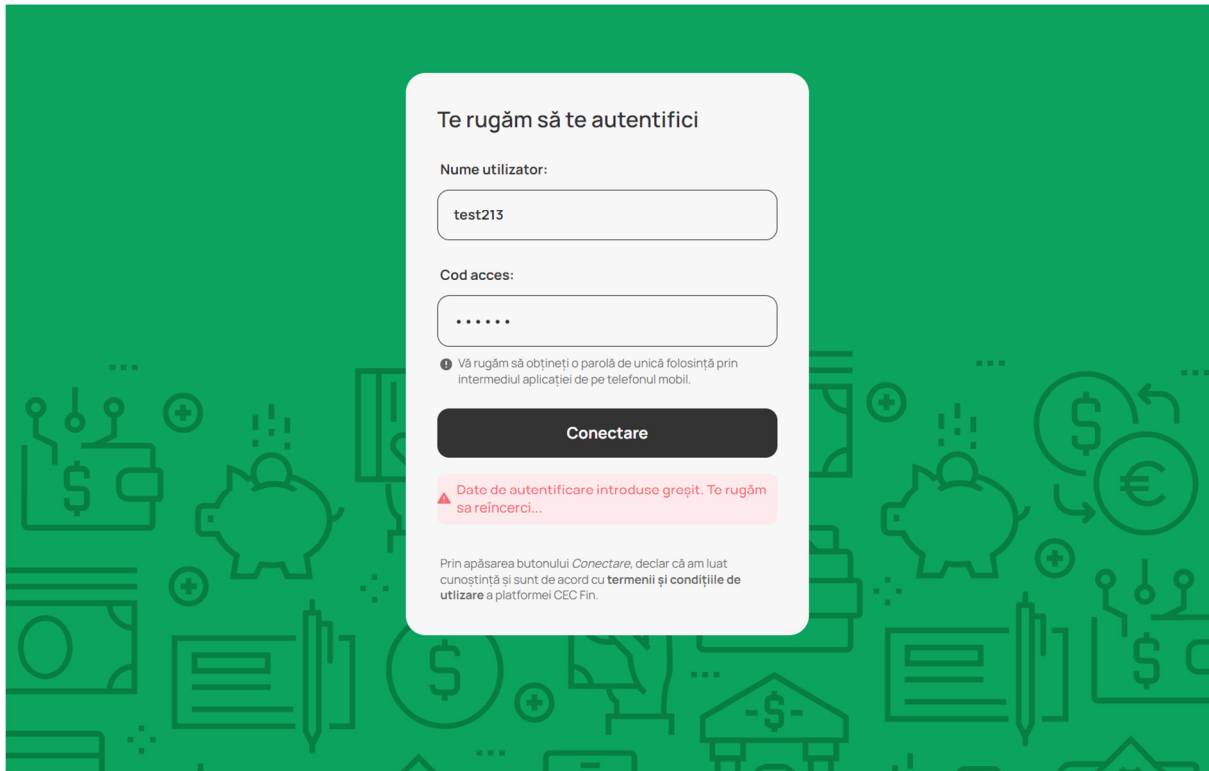 Te rugăm să te autentifici
Nume utilizator:
test213
Cod acces:
••••••
Vă rugăm să obțineți o parolă de unică folosință prin
intermediul aplicației de pe telefonul mobil.
Conectare
Date de autentificare introduse greșit. Te rugăm
sa reîncerci...
Prin apăsarea butonului Conectare, declar că am luat
cunoștință și sunt de acord cu termenii și condițiile de
utlizare a platformei CEC Fin.